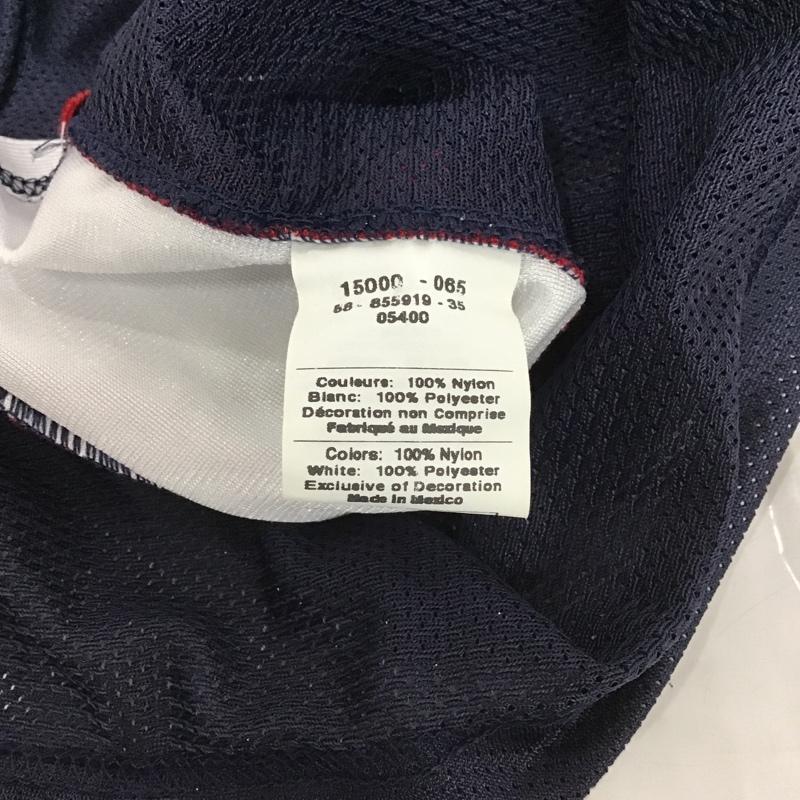 15000 - 065
68 - 855919 - 35
05400
Couleurs: 100% Nylon
Blanc: 100% Polyester
Décoration non Comprise
Fabriqué au Mexique
Colors: 100% Nylon
White: 100% Polyester
Exclusive of Decoration
Made in Mexico